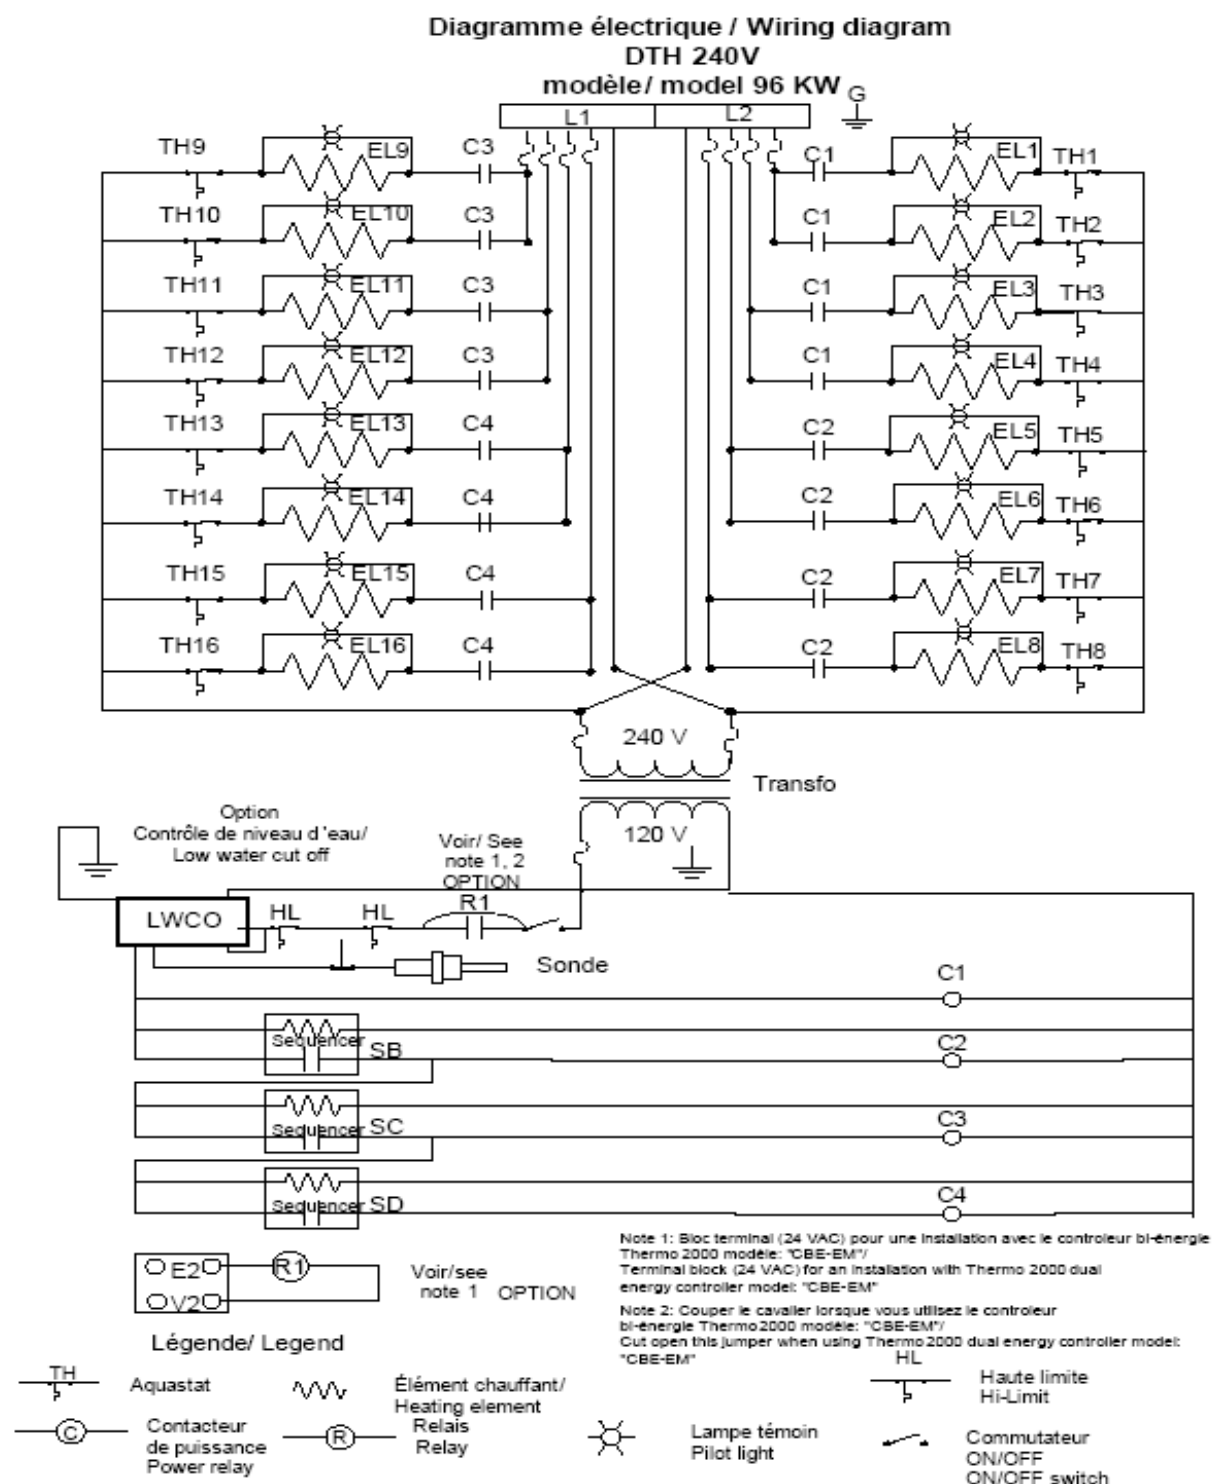 Diagramme électrique / Wiring diagram
DTH 240V
modèle/ model 96 KW
G
L1 L2
TH9 EL9 C3 C1 EL1 TH1
TH10 EL10 C3 C1 EL2 TH2
TH11 EL11 C3 C1 EL3 TH3
TH12 EL12 C3 C1 EL4 TH4
TH13 EL13 C4 C2 EL5 TH5
TH14 EL14 C4 C2 EL6 TH6
TH15 EL15 C4 C2 EL7 TH7
TH16 EL16 C4 C2 EL8 TH8
240 V
Transfo
120 V
Option
Contrôle de niveau d'eau/
Low water cut off
Voir/ See
note 1, 2
OPTION
LWCO HL HL R1
Sonde
C1
Sequencer SB C2
Sequencer SC C3
Sequencer SD C4
E2 R1
V2
Voir/see
note 1 OPTION
Note 1: Bloc terminal (24 VAC) pour une installation avec le controleur bi-énergie
Thermo 2000 modèle: "CBE-EM"/
Terminal block (24 VAC) for an installation with Thermo 2000 dual
energy controller model: "CBE-EM"
Note 2: Couper le cavalier lorsque vous utilisez le controleur
bi-énergie Thermo 2000 modèle: "CBE-EM"/
Cut open this jumper when using Thermo 2000 dual energy controller model:
"CBE-EM"
Légende/ Legend
TH
Aquastat
Élément chauffant/
Heating element
HL
Haute limite
Hi-Limit
C
Contacteur
de puissance
Power relay
R
Relais
Relay
Lampe témoin
Pilot light
Commutateur
ON/OFF
ON/OFF switch